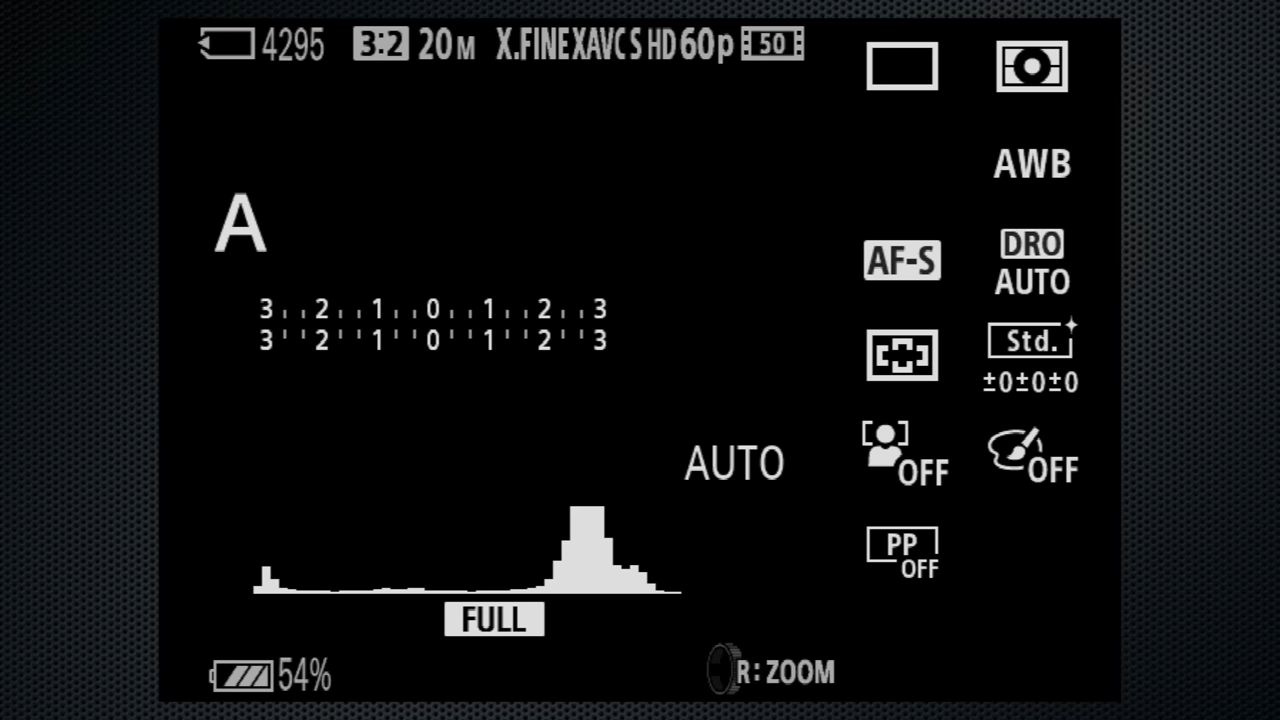 4295 3:2 20M X.FINE XAVC S HD 60p 50
AWB
A
AF-S
DRO
AUTO
3 2 1 0 1 2 3
3 2 1 0 1 2 3
Std.
±0±0±0
AUTO
OFF
OFF
PP
OFF
FULL
54%
R: ZOOM